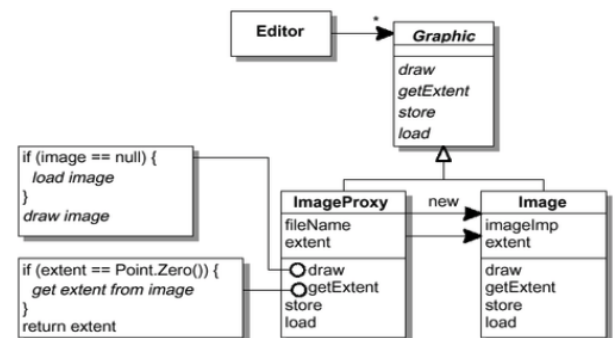 Editor
*
Graphic
draw
getExtent
store
load
if (image == null) {
load image
}
draw image
if (extent == Point.Zero()) {
get extent from image
}
return extent
ImageProxy
fileName
extent
draw
getExtent
store
load
new
Image
imageImp
extent
draw
getExtent
store
load